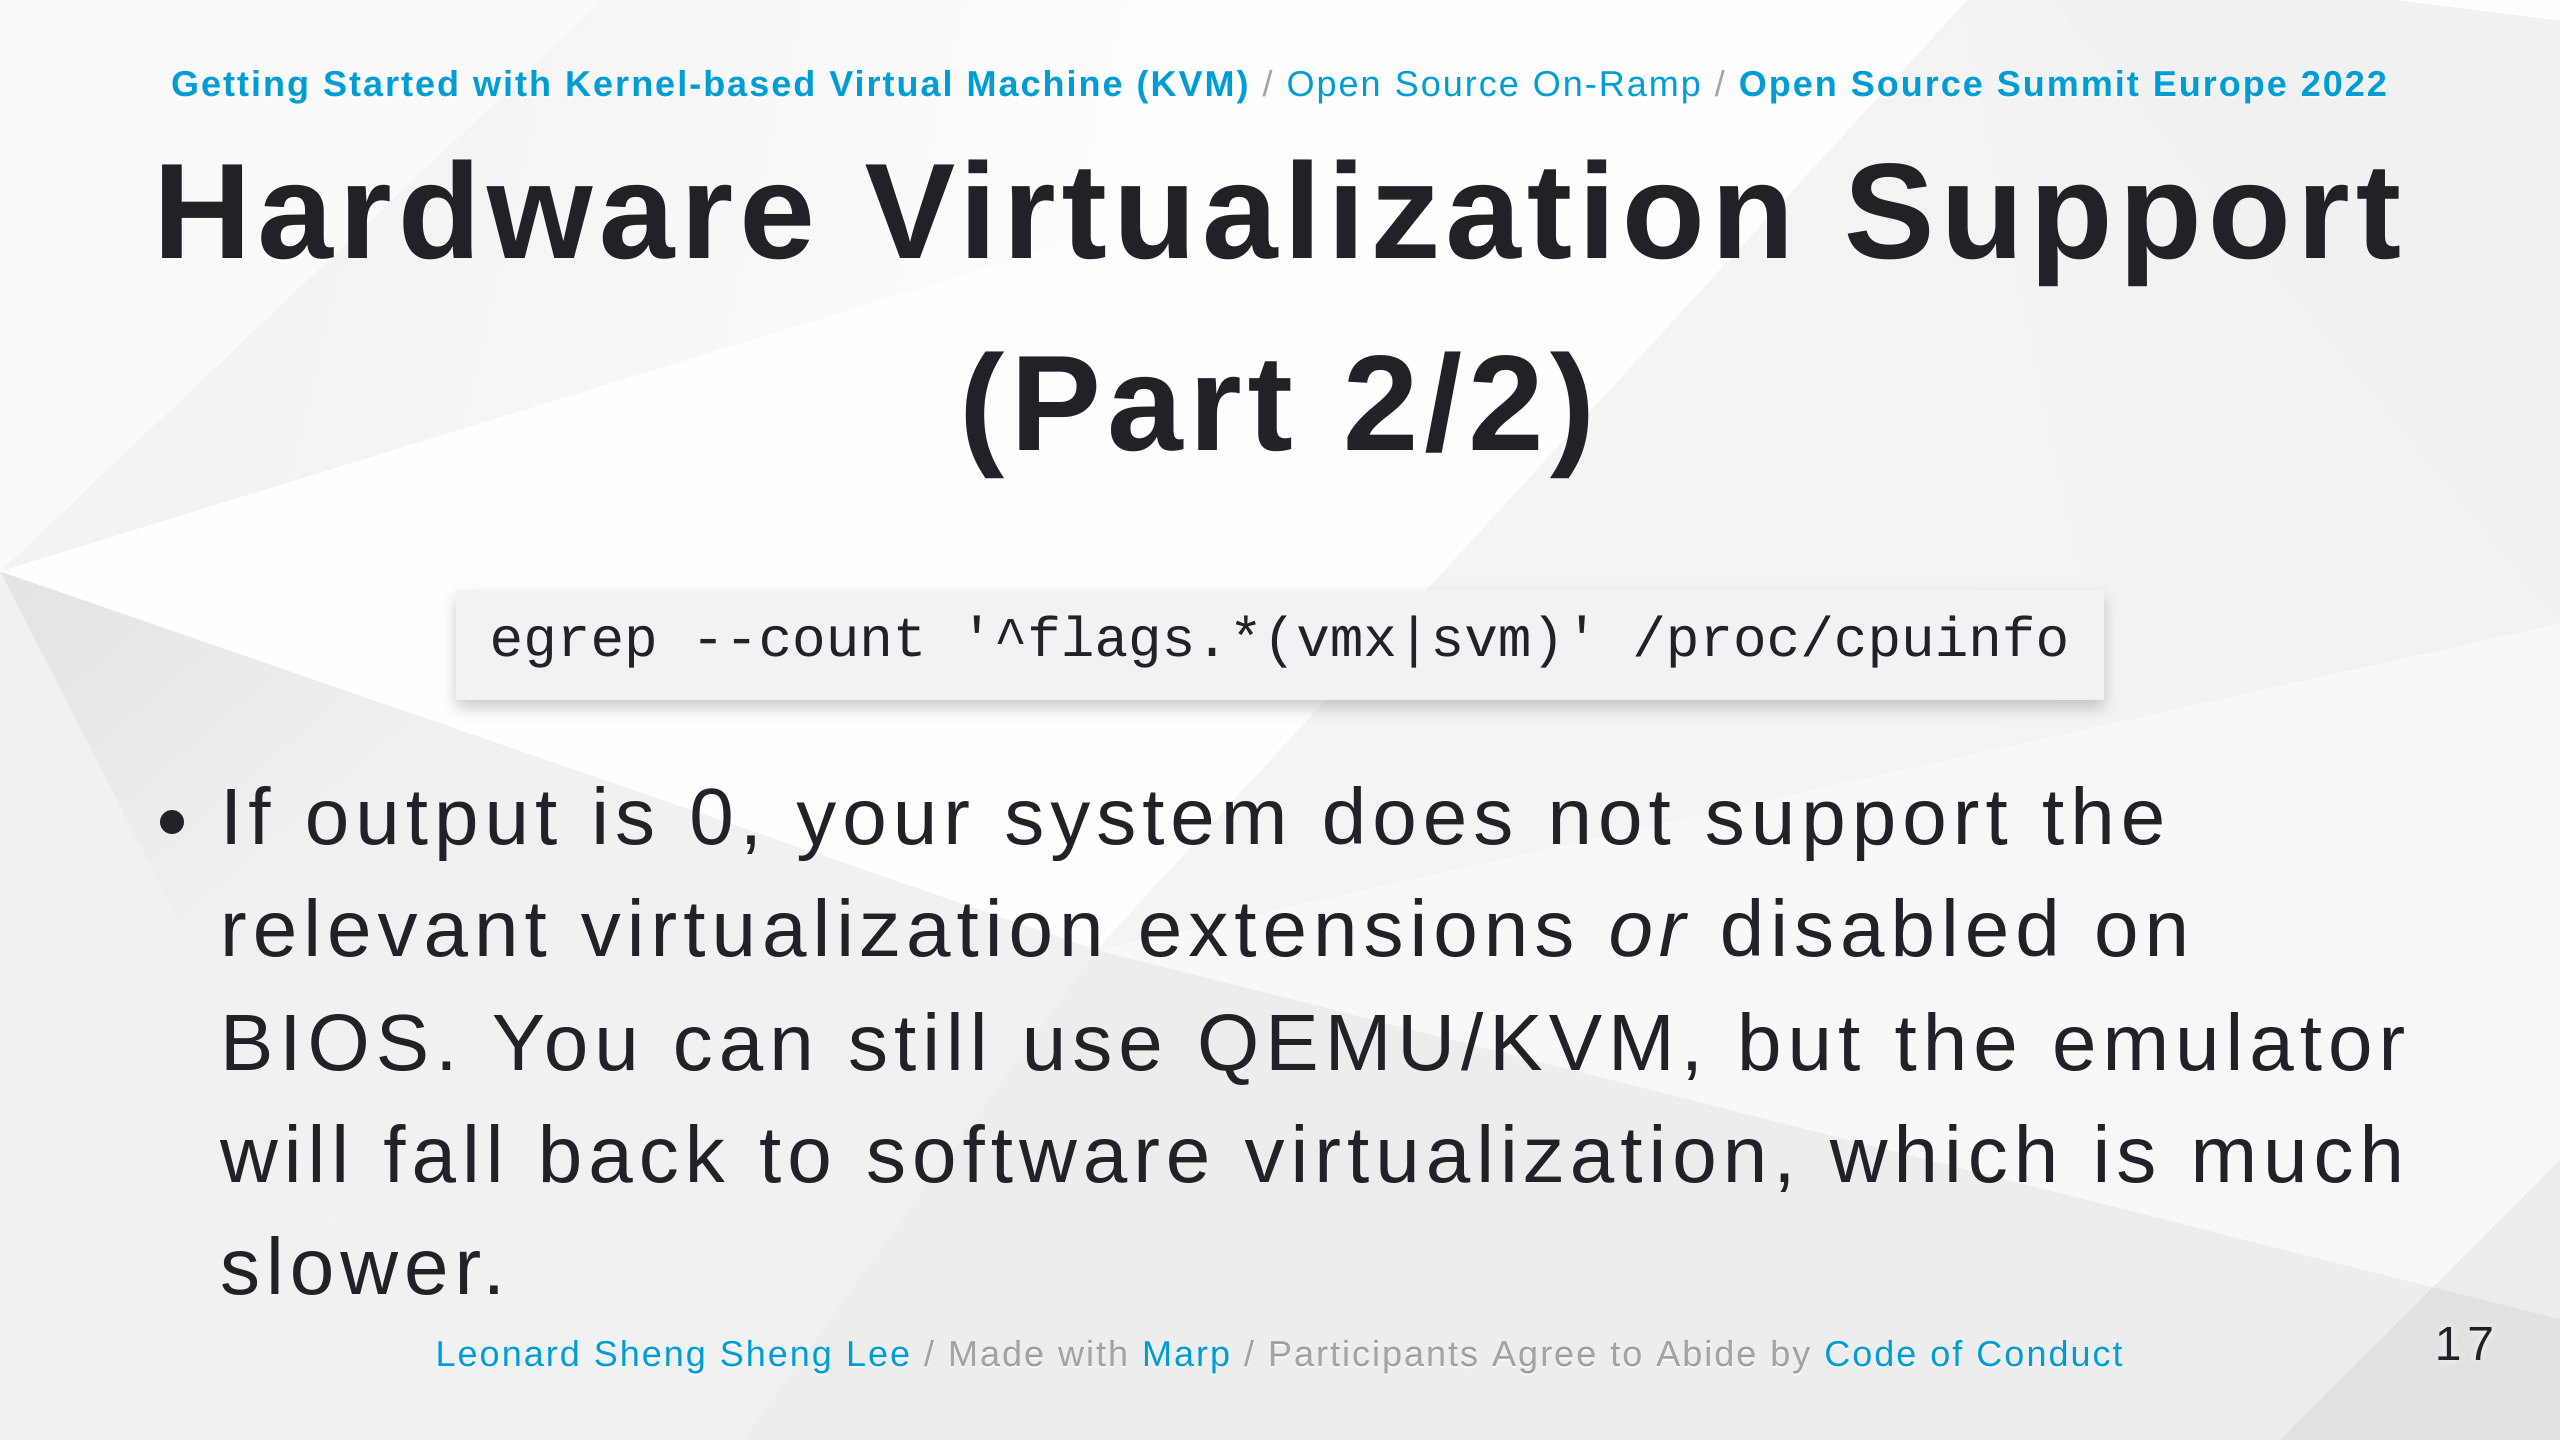 Getting Started with Kernel-based Virtual Machine (KVM) / Open Source On-Ramp / Open Source Summit Europe 2022
Hardware Virtualization Support
(Part 2/2)
egrep --count '^flags.*(vmx|svm)' /proc/cpuinfo
• If output is 0, your system does not support the
relevant virtualization extensions or disabled on
BIOS. You can still use QEMU/KVM, but the emulator
will fall back to software virtualization, which is much
slower.
Leonard Sheng Sheng Lee / Made with Marp / Participants Agree to Abide by Code of Conduct
17